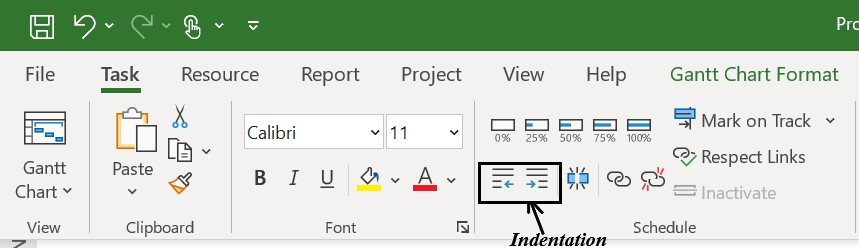 Pro
File Task Resource Report Project View Help Gantt Chart Format
Calibri 11
0% 25% 50% 75% 100%
Mark on Track
Gantt
Chart
Paste
B I U A
Respect Links
Inactivate
View Clipboard Font Schedule
Indentation